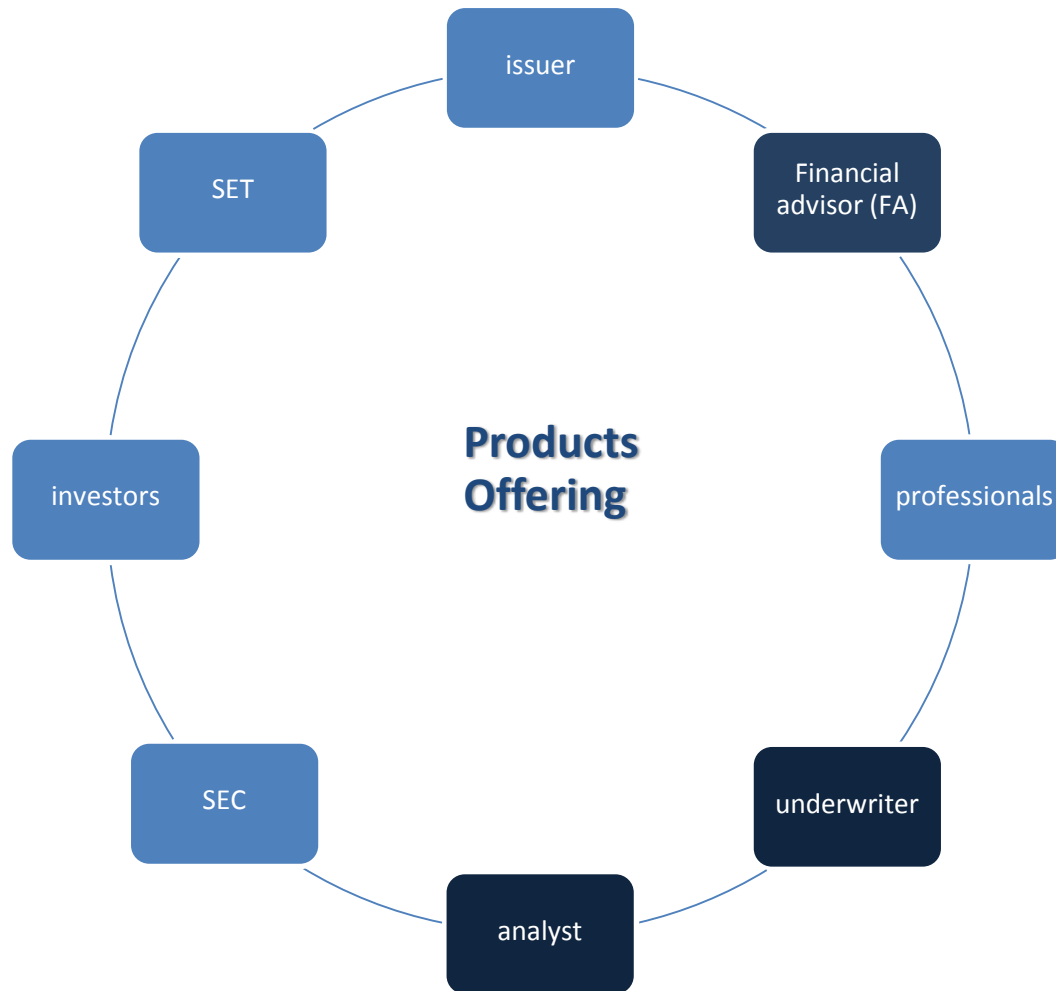 issuer
SET
Financial
advisor (FA)
Products
Offering
investors
professionals
SEC
underwriter
analyst